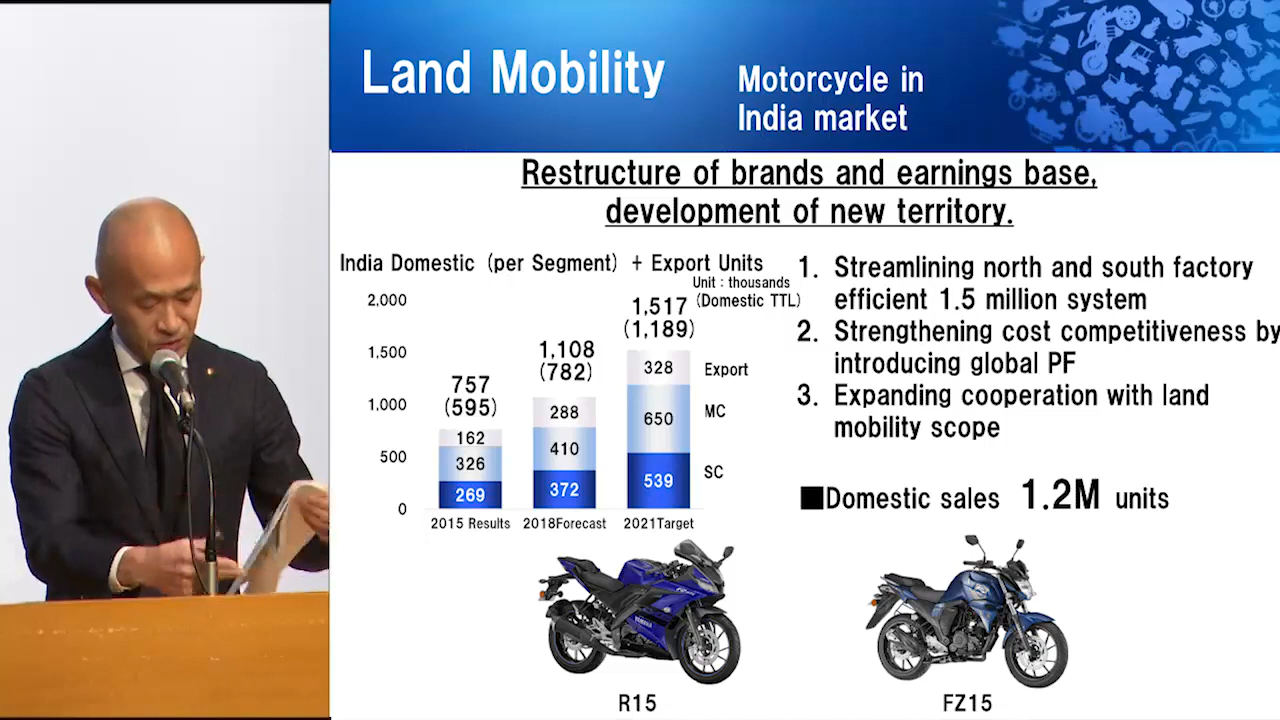 Land Mobility
Motorcycle in
India market
Restructure of brands and earnings base,
development of new territory.
India Domestic (per Segment) + Export Units
Unit : thousands
(Domestic TTL)
2.000
1,500
1,000
500
0
757
(595)
162
326
269
1,108
(782)
288
410
372
1,517
(1,189)
328
650
539
Export
MC
SC
2015 Results
2018Forecast
2021Target
1. Streamlining north and south factory
efficient 1.5 million system
2. Strengthening cost competitiveness by
introducing global PF
3. Expanding cooperation with land
mobility scope
■Domestic sales 1.2M units
YAMAHA
R15
FZ15